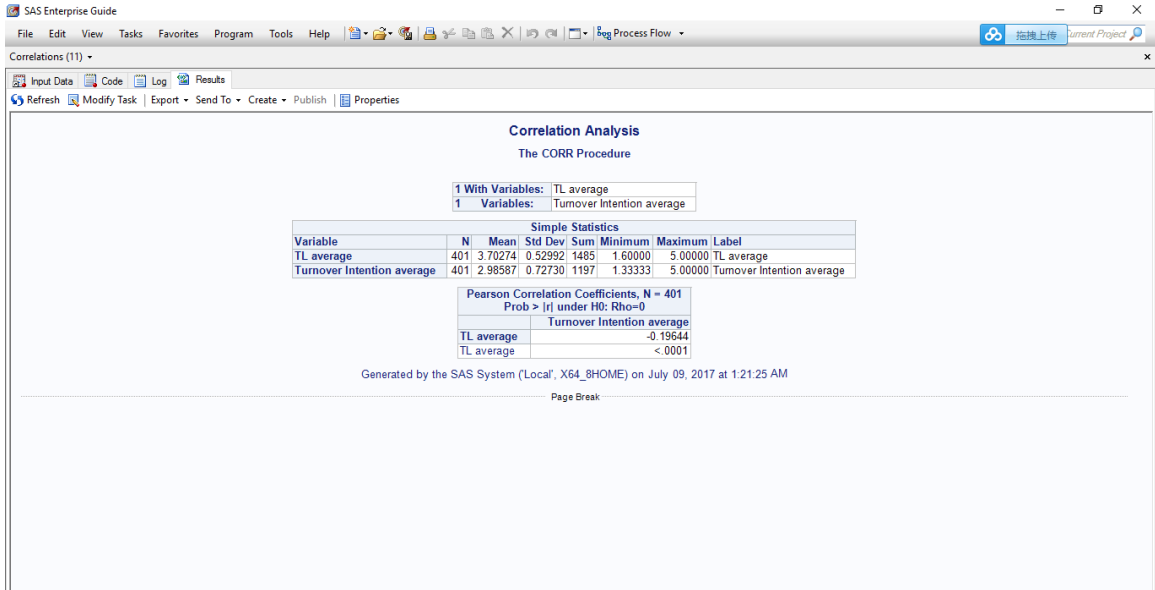 SAS Enterprise Guide
File Edit View Tasks Favorites Program Tools Help Process Flow 拖拽上传 Current Project
Correlations (11)
Input Data Code Log Results
Refresh Modify Task Export Send To Create Publish Properties
Correlation Analysis
The CORR Procedure
1 With Variables: TL average
1 Variables: Turnover Intention average
Simple Statistics
Variable N Mean Std Dev Sum Minimum Maximum Label
TL average 401 3.70274 0.52992 1485 1.60000 5.00000 TL average
Turnover Intention average 401 2.98587 0.72730 1197 1.33333 5.00000 Turnover Intention average
Pearson Correlation Coefficients, N = 401
Prob > |r| under H0: Rho=0
Turnover Intention average
TL average -0.19644
TL average <.0001
Generated by the SAS System ('Local', X64_8HOME) on July 09, 2017 at 1:21:25 AM
Page Break